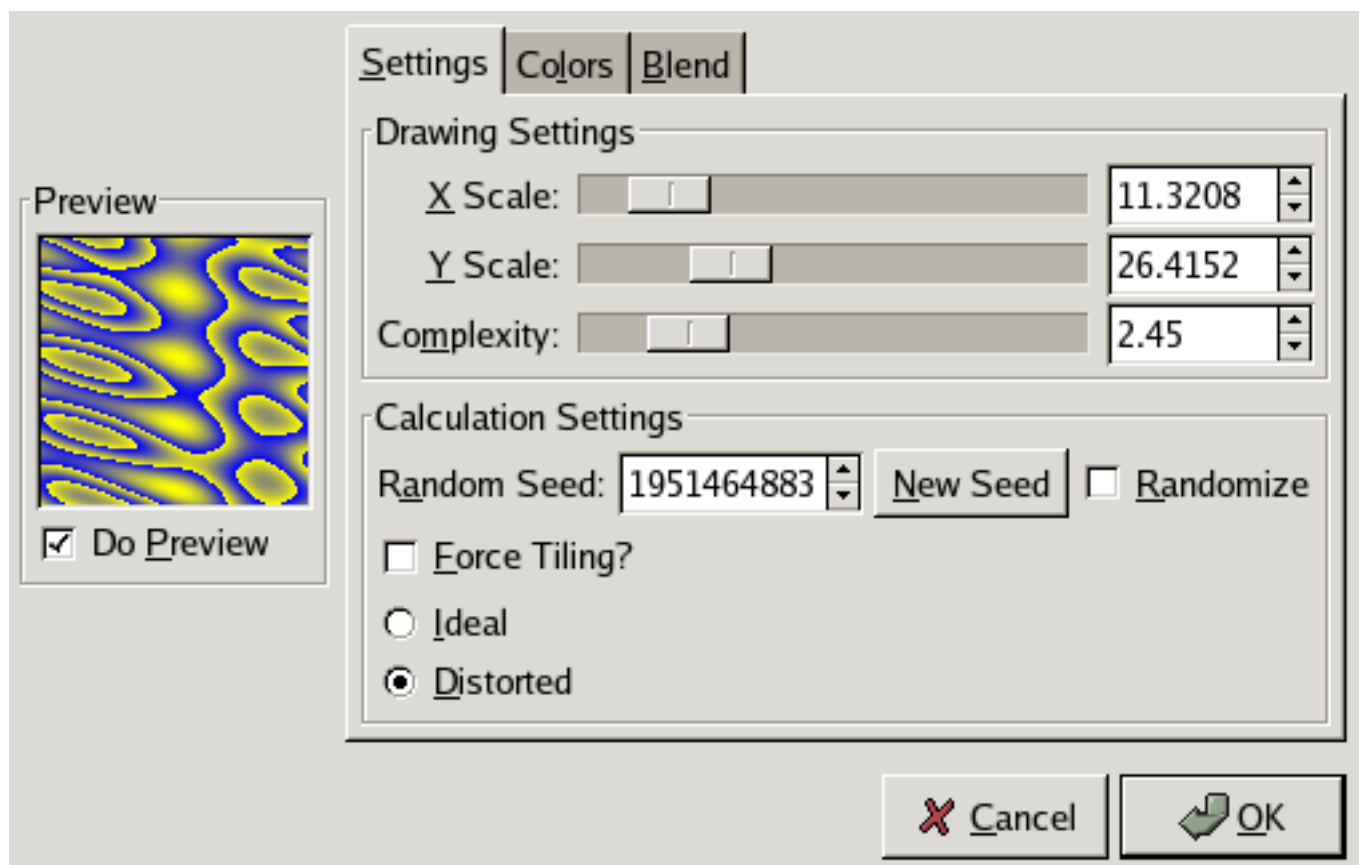 Settings Colors Blend
Drawing Settings
X Scale: 11.3208
Y Scale: 26.4152
Complexity: 2.45
Preview
Do Preview
Calculation Settings
Random Seed: 1951464883 New Seed Randomize
Force Tiling?
Ideal
Distorted
Cancel OK